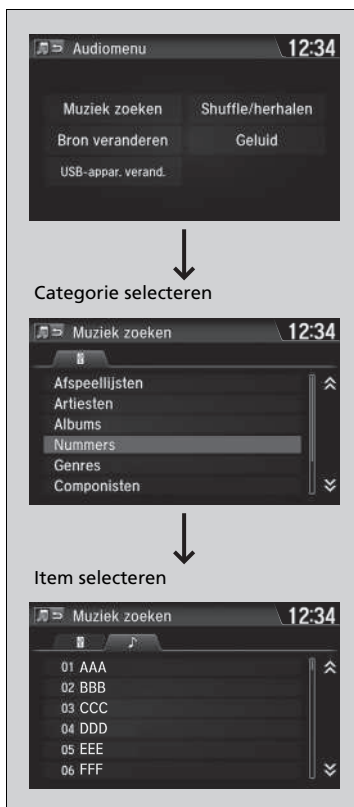 Audiomenu 12:34
Muziek zoeken Shuffle/herhalen
Bron veranderen Geluid
USB-appar. verand.
Categorie selecteren
Muziek zoeken 12:34
Afspeellijsten
Artiesten
Albums
Nummers
Genres
Componisten
Item selecteren
Muziek zoeken 12:34
01 AAA
02 BBB
03 CCC
04 DDD
05 EEE
06 FFF